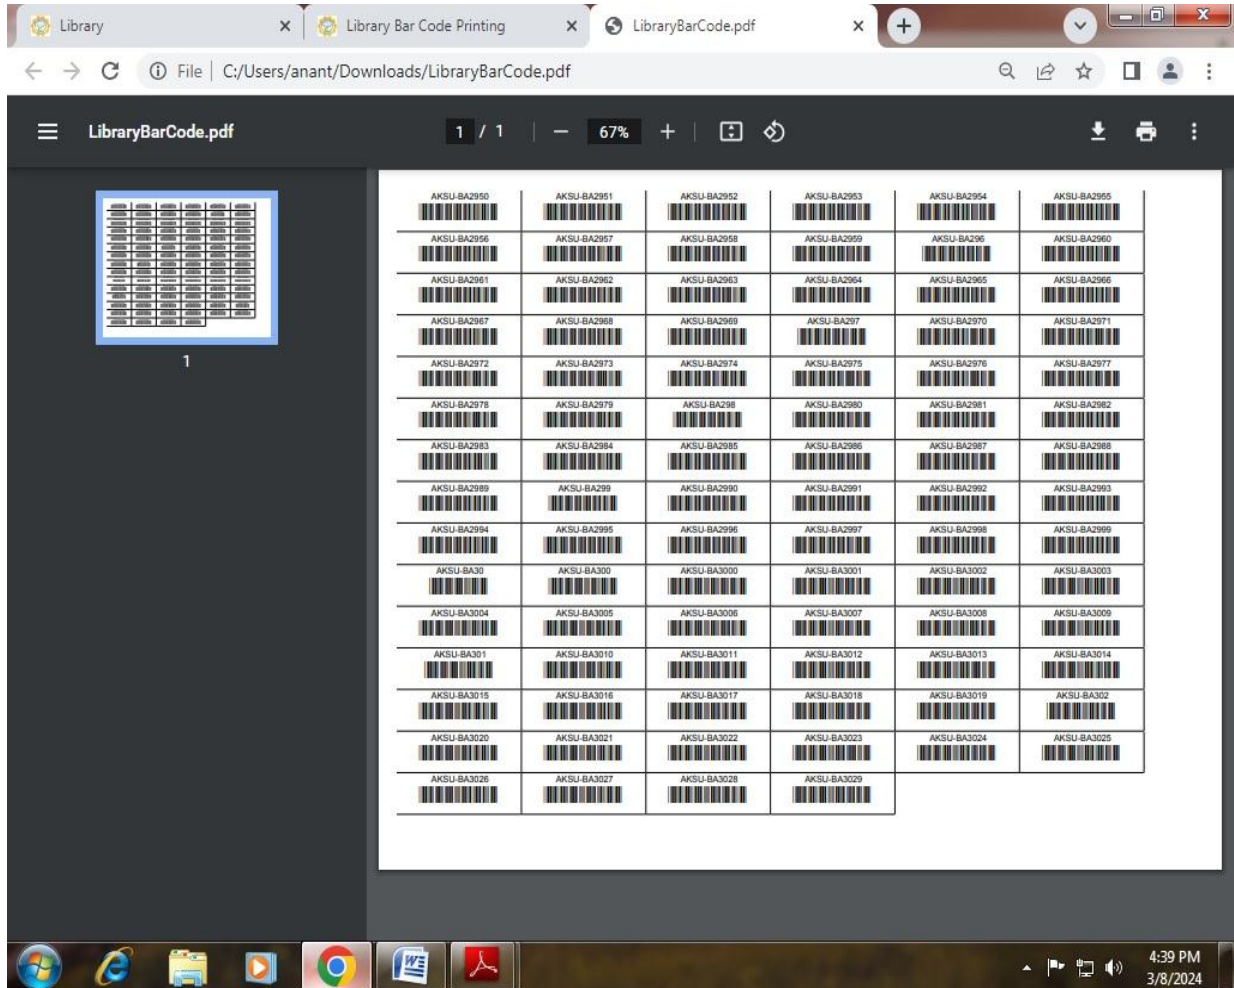 Library
Library Bar Code Printing
LibraryBarCode.pdf
File | C:/Users/anant/Downloads/LibraryBarCode.pdf
LibraryBarCode.pdf 1 / 1 67%
1
AKSU-BA2950 AKSU-BA2951 AKSU-BA2952 AKSU-BA2953 AKSU-BA2954 AKSU-BA2955
AKSU-BA2956 AKSU-BA2957 AKSU-BA2958 AKSU-BA2959 AKSU-BA296 AKSU-BA2960
AKSU-BA2961 AKSU-BA2962 AKSU-BA2963 AKSU-BA2964 AKSU-BA2965 AKSU-BA2966
AKSU-BA2967 AKSU-BA2968 AKSU-BA2969 AKSU-BA297 AKSU-BA2970 AKSU-BA2971
AKSU-BA2972 AKSU-BA2973 AKSU-BA2974 AKSU-BA2975 AKSU-BA2976 AKSU-BA2977
AKSU-BA2978 AKSU-BA2979 AKSU-BA298 AKSU-BA2980 AKSU-BA2981 AKSU-BA2982
AKSU-BA2983 AKSU-BA2984 AKSU-BA2985 AKSU-BA2986 AKSU-BA2987 AKSU-BA2988
AKSU-BA2989 AKSU-BA299 AKSU-BA2990 AKSU-BA2991 AKSU-BA2992 AKSU-BA2993
AKSU-BA2994 AKSU-BA2995 AKSU-BA2996 AKSU-BA2997 AKSU-BA2998 AKSU-BA2999
AKSU-BA30 AKSU-BA300 AKSU-BA3000 AKSU-BA3001 AKSU-BA3002 AKSU-BA3003
AKSU-BA3004 AKSU-BA3005 AKSU-BA3006 AKSU-BA3007 AKSU-BA3008 AKSU-BA3009
AKSU-BA301 AKSU-BA3010 AKSU-BA3011 AKSU-BA3012 AKSU-BA3013 AKSU-BA3014
AKSU-BA3015 AKSU-BA3016 AKSU-BA3017 AKSU-BA3018 AKSU-BA3019 AKSU-BA302
AKSU-BA3020 AKSU-BA3021 AKSU-BA3022 AKSU-BA3023 AKSU-BA3024 AKSU-BA3025
AKSU-BA3026 AKSU-BA3027 AKSU-BA3028 AKSU-BA3029
4:39 PM
3/8/2024